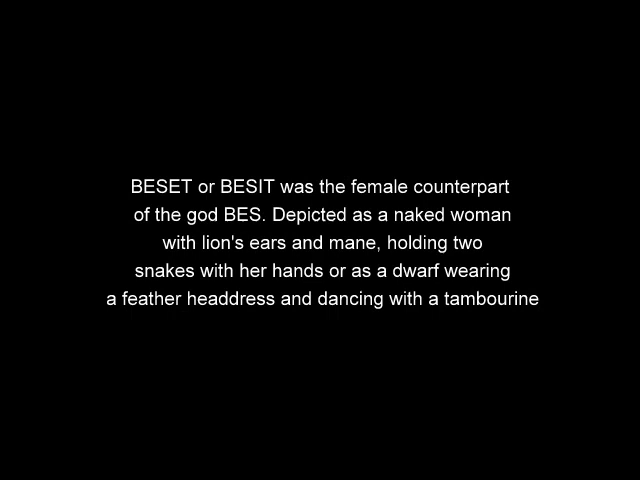 BESET or BESIT was the female counterpart
of the god BES. Depicted as a naked woman
with lion's ears and mane, holding two
snakes with her hands or as a dwarf wearing
a feather headdress and dancing with a tambourine